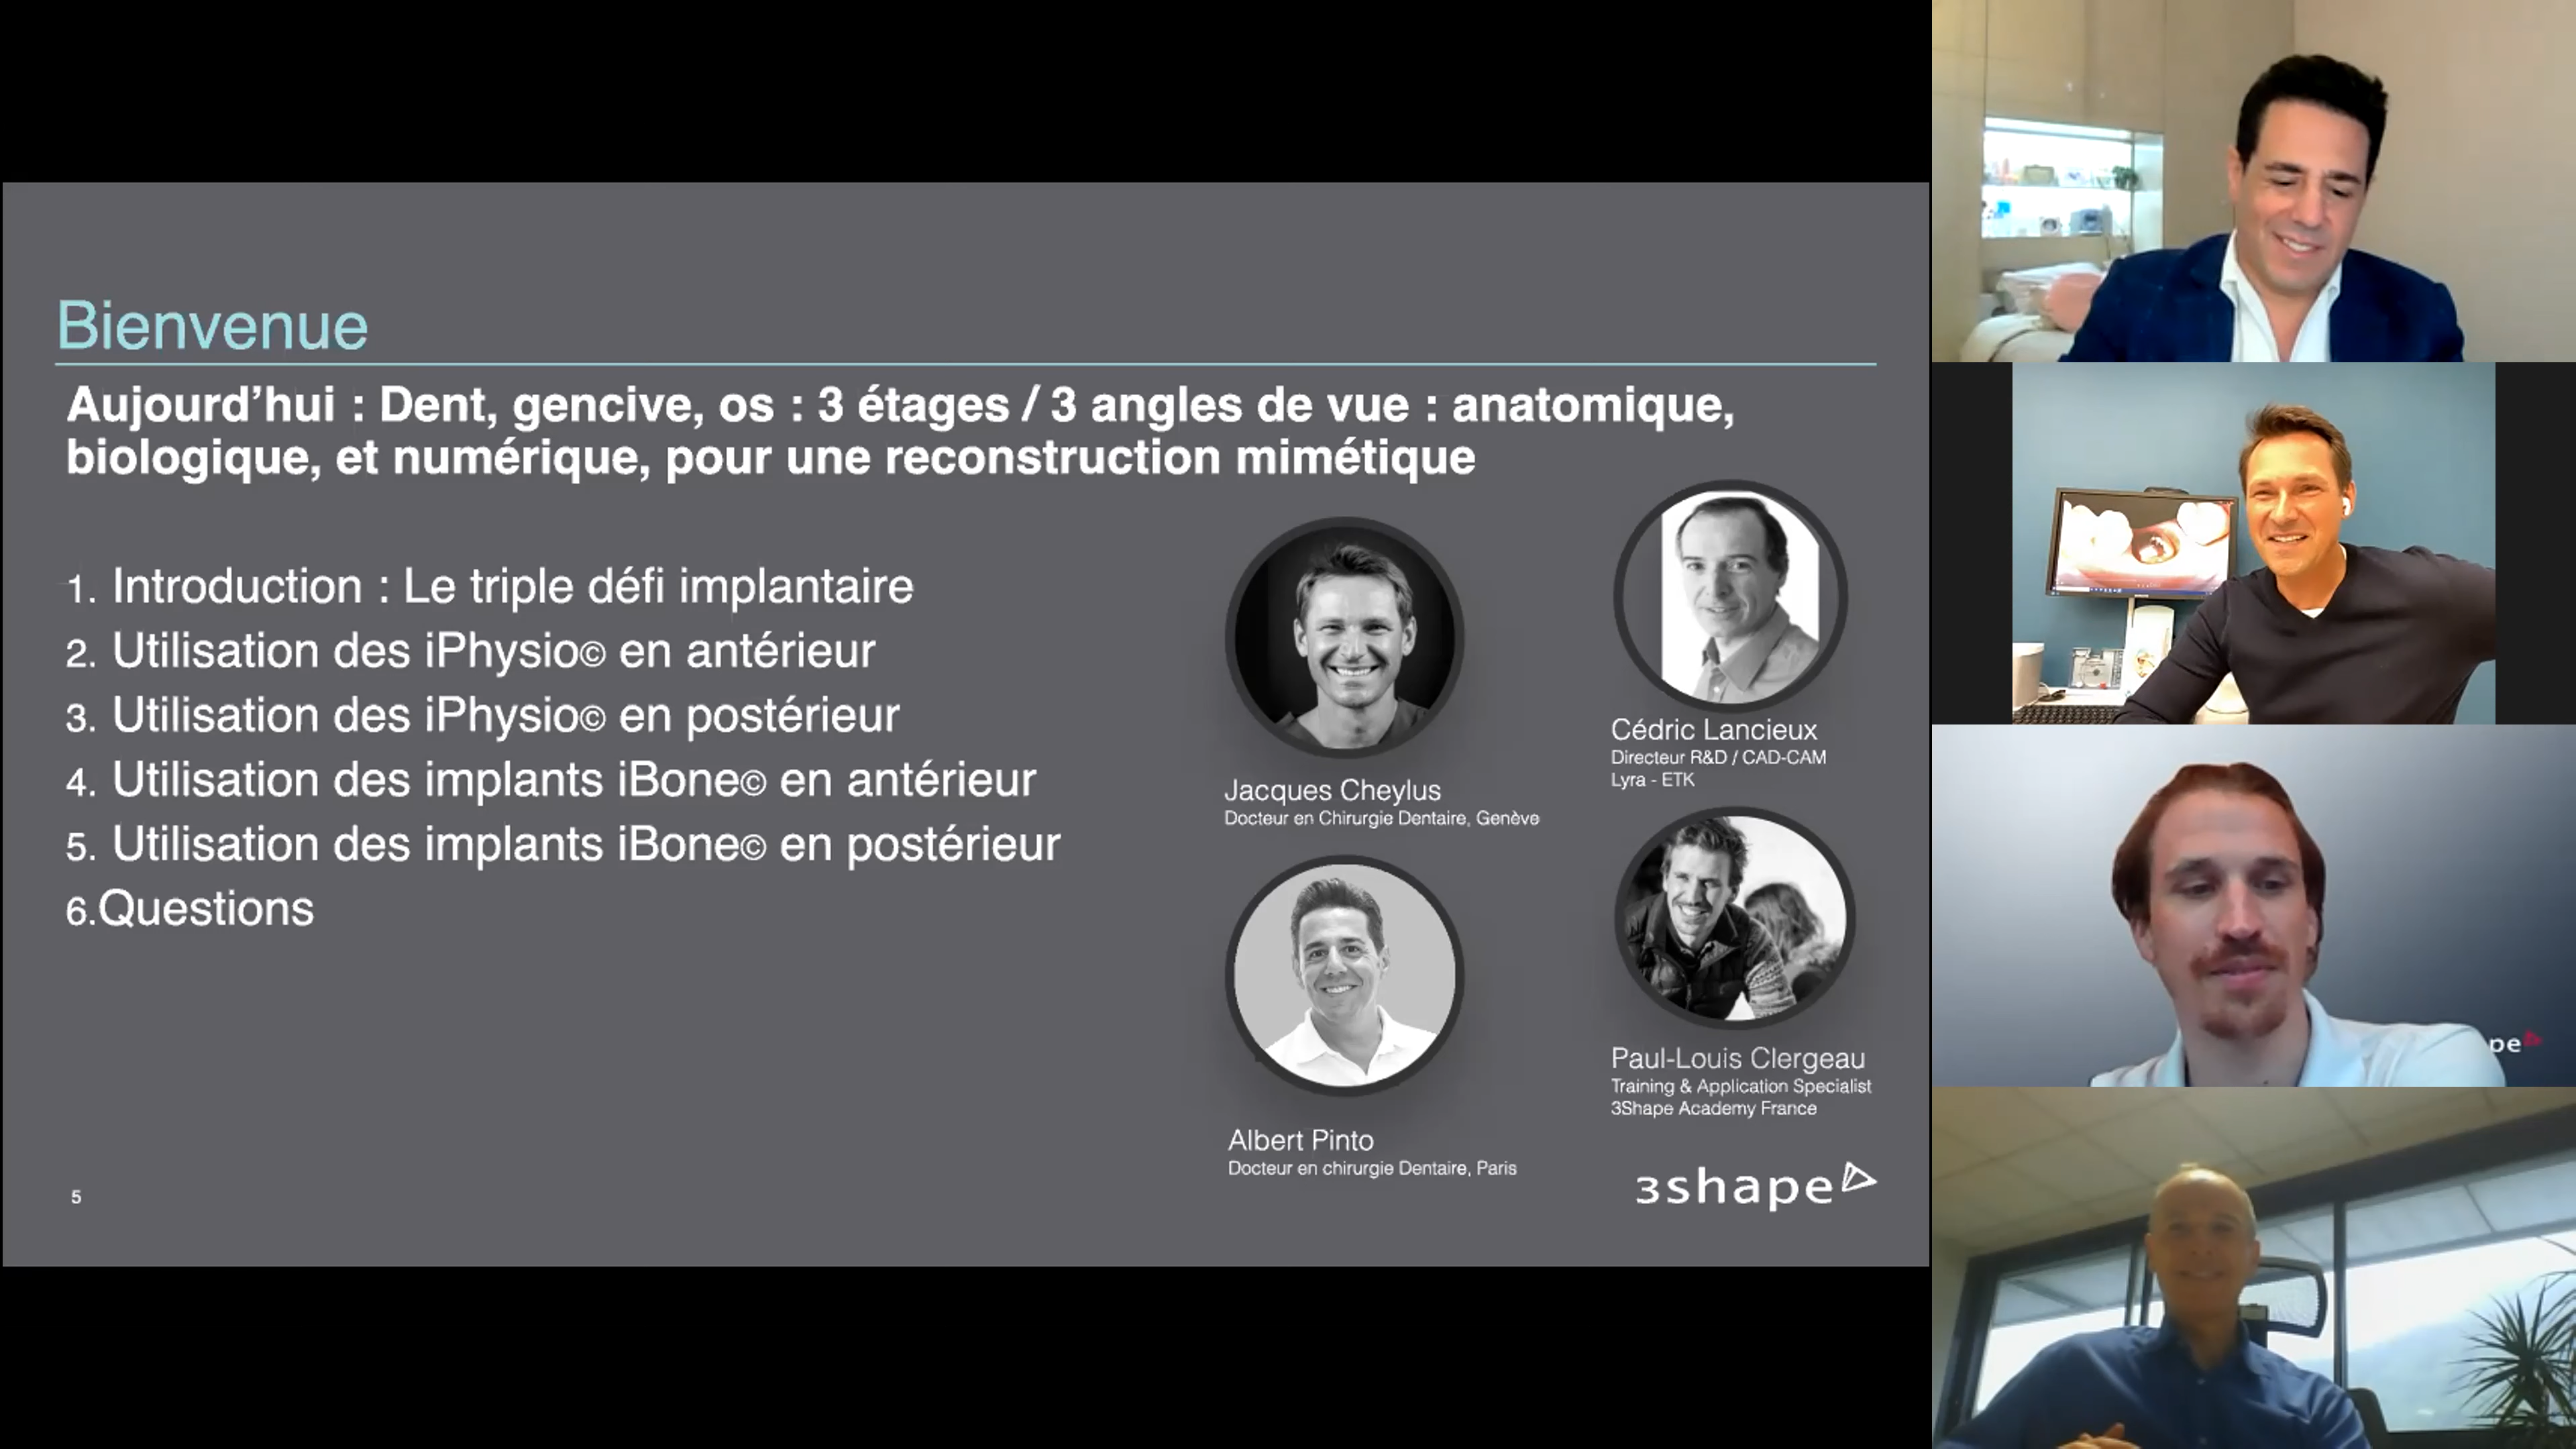 Bienvenue
Aujourd’hui : Dent, gencive, os : 3 étages / 3 angles de vue : anatomique,
biologique, et numérique, pour une reconstruction mimétique
1. Introduction : Le triple défi implantaire
2. Utilisation des iPhysio© en antérieur
3. Utilisation des iPhysio© en postérieur
4. Utilisation des implants iBone© en antérieur
5. Utilisation des implants iBone© en postérieur
6.Questions
Jacques Cheylus
Docteur en Chirurgie Dentaire, Genève
Cédric Lancieux
Directeur R&D / CAD-CAM
Lyra - ETK
Albert Pinto
Docteur en chirurgie Dentaire, Paris
Paul-Louis Clergeau
Training & Application Specialist
3Shape Academy France
3shape
5
pe